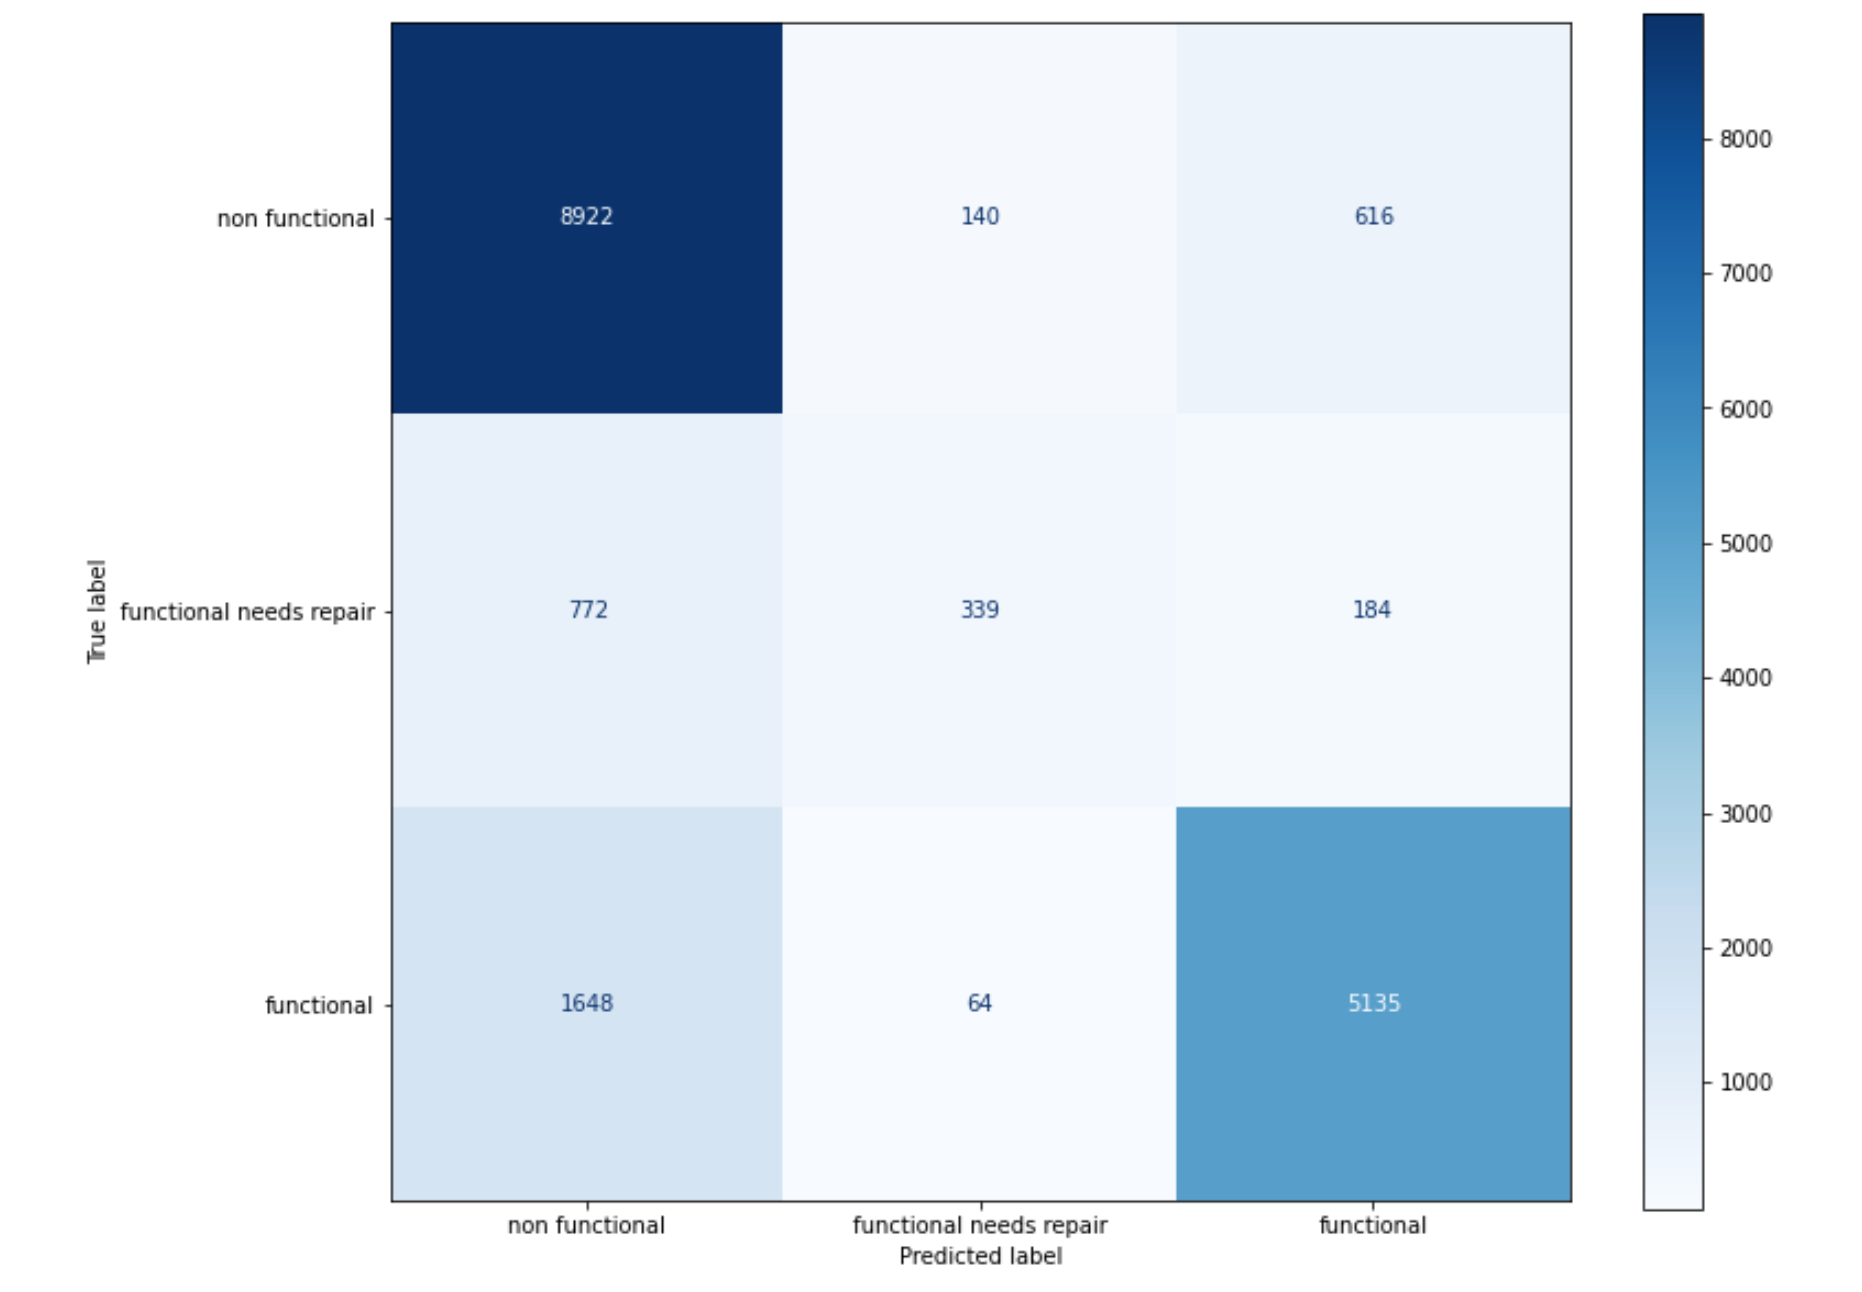 non functional 8922 140 616
functional needs repair 772 339 184
functional 1648 64 5135
True label
non functional functional needs repair functional
Predicted label
8000
7000
6000
5000
4000
3000
2000
1000